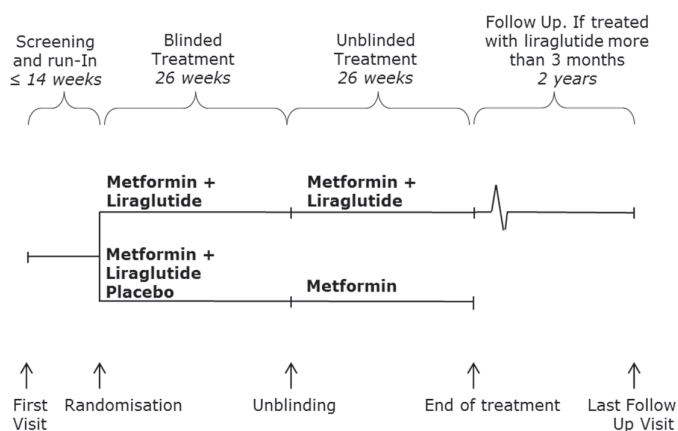 Screening
and run-In
≤ 14 weeks
Blinded
Treatment
26 weeks
Unblinded
Treatment
26 weeks
Follow Up. If treated
with liraglutide more
than 3 months
2 years
Metformin +
Liraglutide
Metformin +
Liraglutide
Metformin +
Liraglutide
Placebo
Metformin
First
Visit
Randomisation
Unblinding
End of treatment
Last Follow
Up Visit